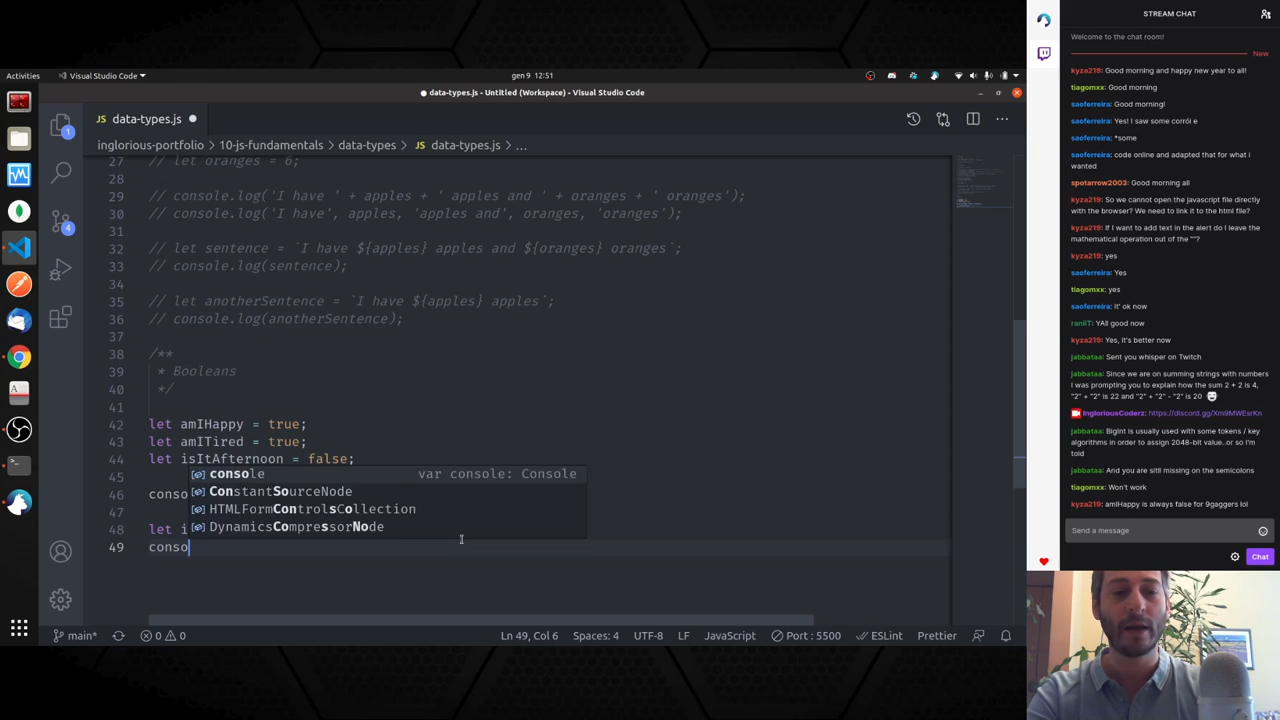 Activities
Visual Studio Code
gen 9 12:51
data-types.js - Untitled (Workspace) - Visual Studio Code
JS data-types.js
inglorious-portfolio > 10-js-fundamentals > data-types > JS data-types.js > ...
27 // let oranges = 6;
28
29 // console.log('I have ' + apples + ' apples and ' + oranges + ' oranges');
30 // console.log('I have', apples, 'apples and', oranges, 'oranges');
31
32 // let sentence = `I have ${apples} apples and ${oranges} oranges`;
33 // console.log(sentence);
34
35 // let anotherSentence = `I have ${apples} apples`;
36 // console.log(anotherSentence);
37
38 /**
39 * Booleans
40 */
41
42 let amIHappy = true;
43 let amITired = true;
44 let isItAfternoon = false;
45
console var console: Console
46 conso
ConstantSourceNode
47
HTMLFormControlsCollection
48 let i
DynamicsCompressorNode
49 conso
1
4
main*
0 0
Ln 49, Col 6
Spaces: 4
UTF-8
LF
JavaScript
Port : 5500
ESLint
Prettier
STREAM CHAT
Welcome to the chat room!
New
kyza219: Good morning and happy new year to all!
tiagomxx: Good morning
saoferreira: Good morning!
saoferreira: Yes! I saw some corról e
saoferreira: *some
saoferreira: code online and adapted that for what i
wanted
spotarrow2003: Good morning all
kyza219: So we cannot open the javascript file directly
with the browser? We need to link it to the html file?
kyza219: If I want to add text in the alert do I leave the
mathematical operation out of the ""?
kyza219: yes
saoferreira: Yes
tiagomxx: yes
saoferreira: it' ok now
raniiT: YAll good now
kyza219: Yes, it's better now
jabbataa: Sent you whisper on Twitch
jabbataa: Since we are on summing strings with numbers
I was prompting you to explain how the sum 2 + 2 is 4,
"2" + "2" is 22 and "2" + "2" - "2" is 20
IngloriousCoderz: https://discord.gg/Xm9MWEsrKn
jabbataa: BigInt is usually used with some tokens / key
algorithms in order to assign 2048-bit value..or so I'm
told
jabbataa: And you are sitll missing on the semicolons
tiagomxx: Won't work
kyza219: amIHappy is always false for 9gaggers lol
Send a message
Chat